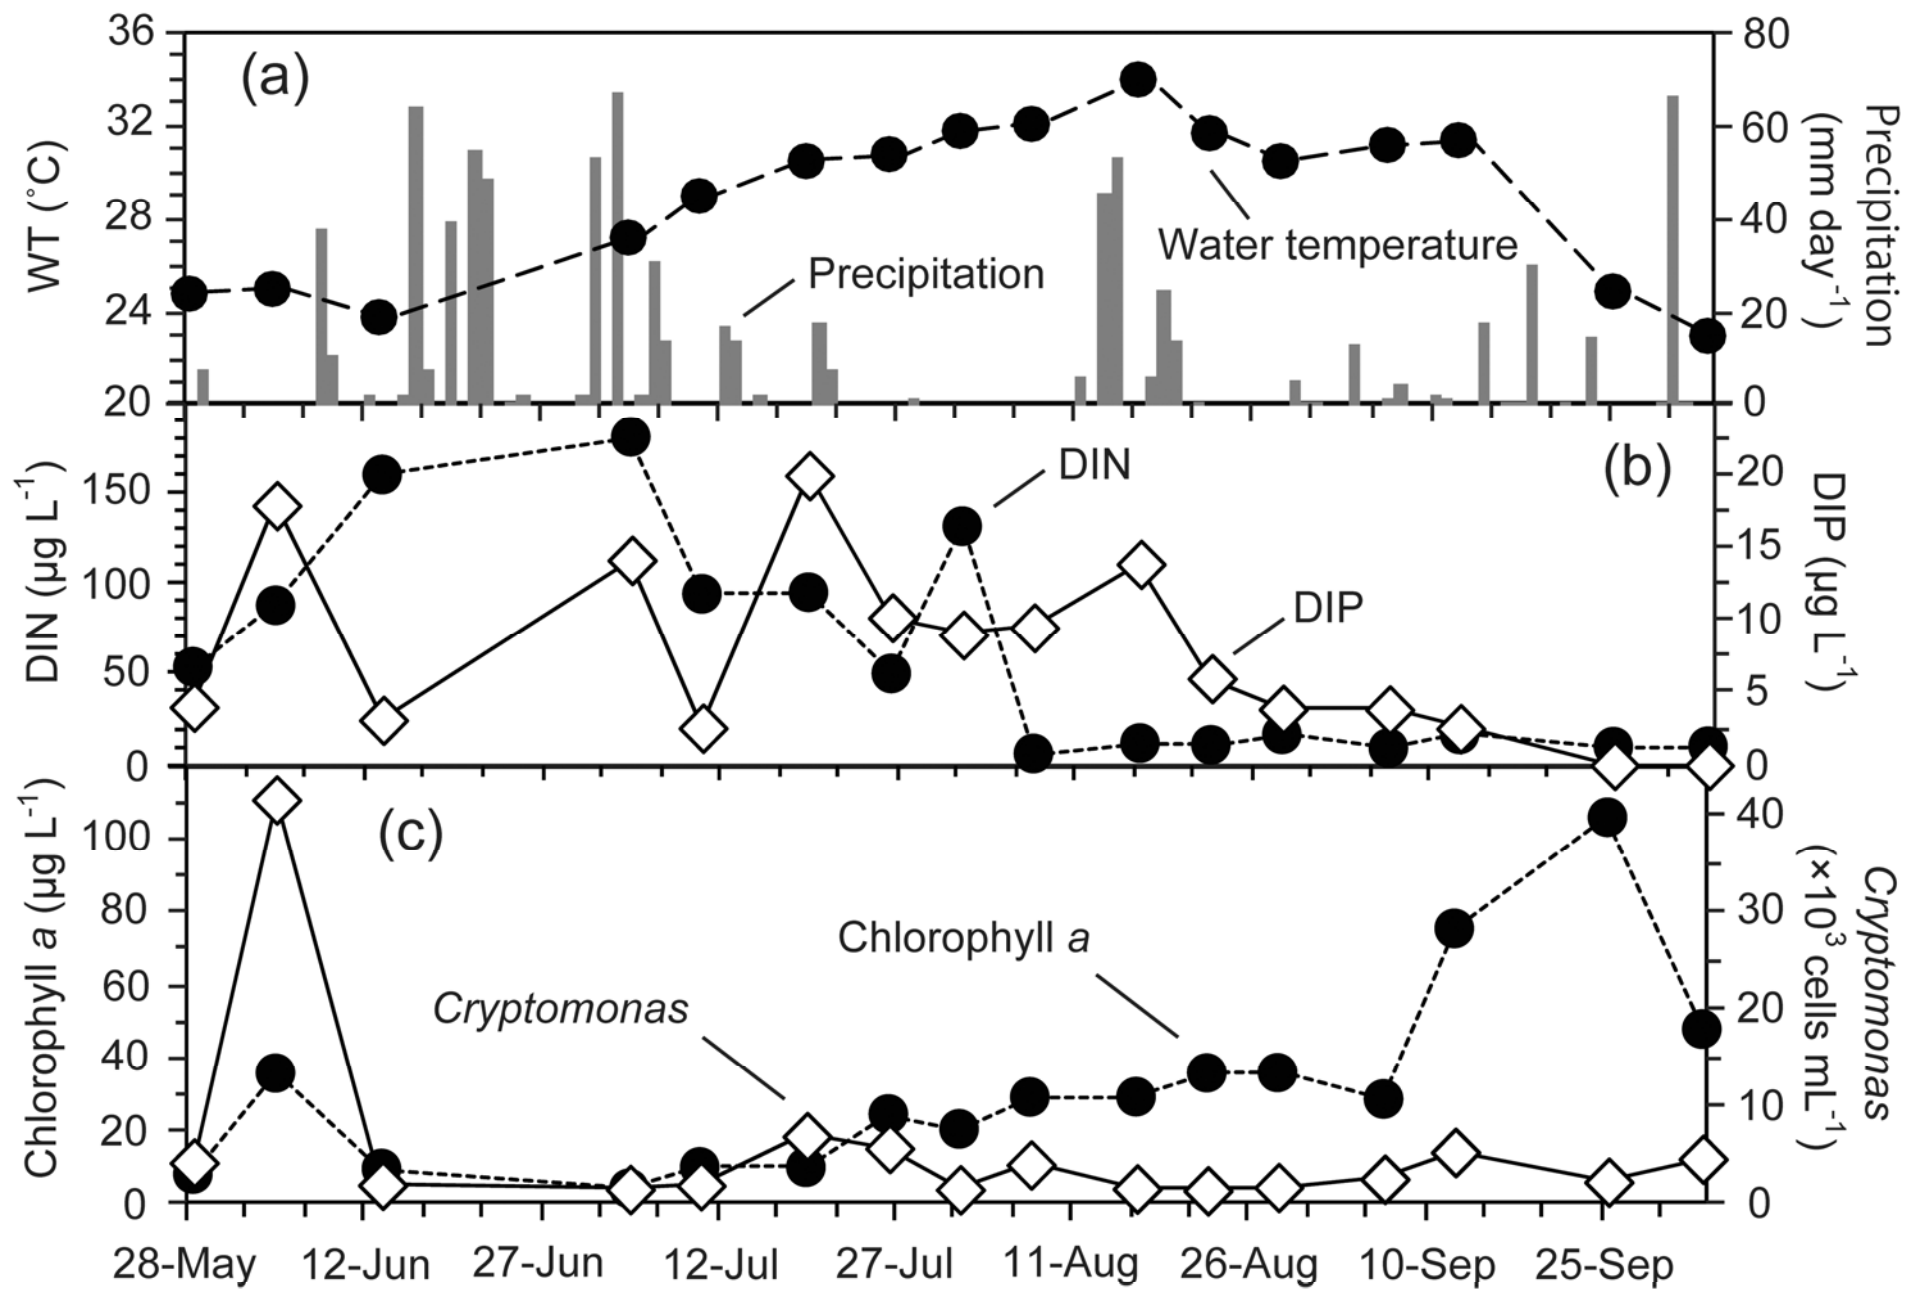 36
32
28
24
20
WT (°C)
(a)
Precipitation
Water temperature
80
60
40
20
0
Precipitation
(mm day⁻¹)
150
100
50
0
DIN (µg L⁻¹)
DIN
DIP
(b)
20
15
10
5
0
DIP (µg L⁻¹)
100
80
60
40
20
0
Chlorophyll a (µg L⁻¹)
(c)
Cryptomonas
Chlorophyll a
40
30
20
10
0
Cryptomonas
(×10³ cells mL⁻¹)
28-May 12-Jun 27-Jun 12-Jul 27-Jul 11-Aug 26-Aug 10-Sep 25-Sep